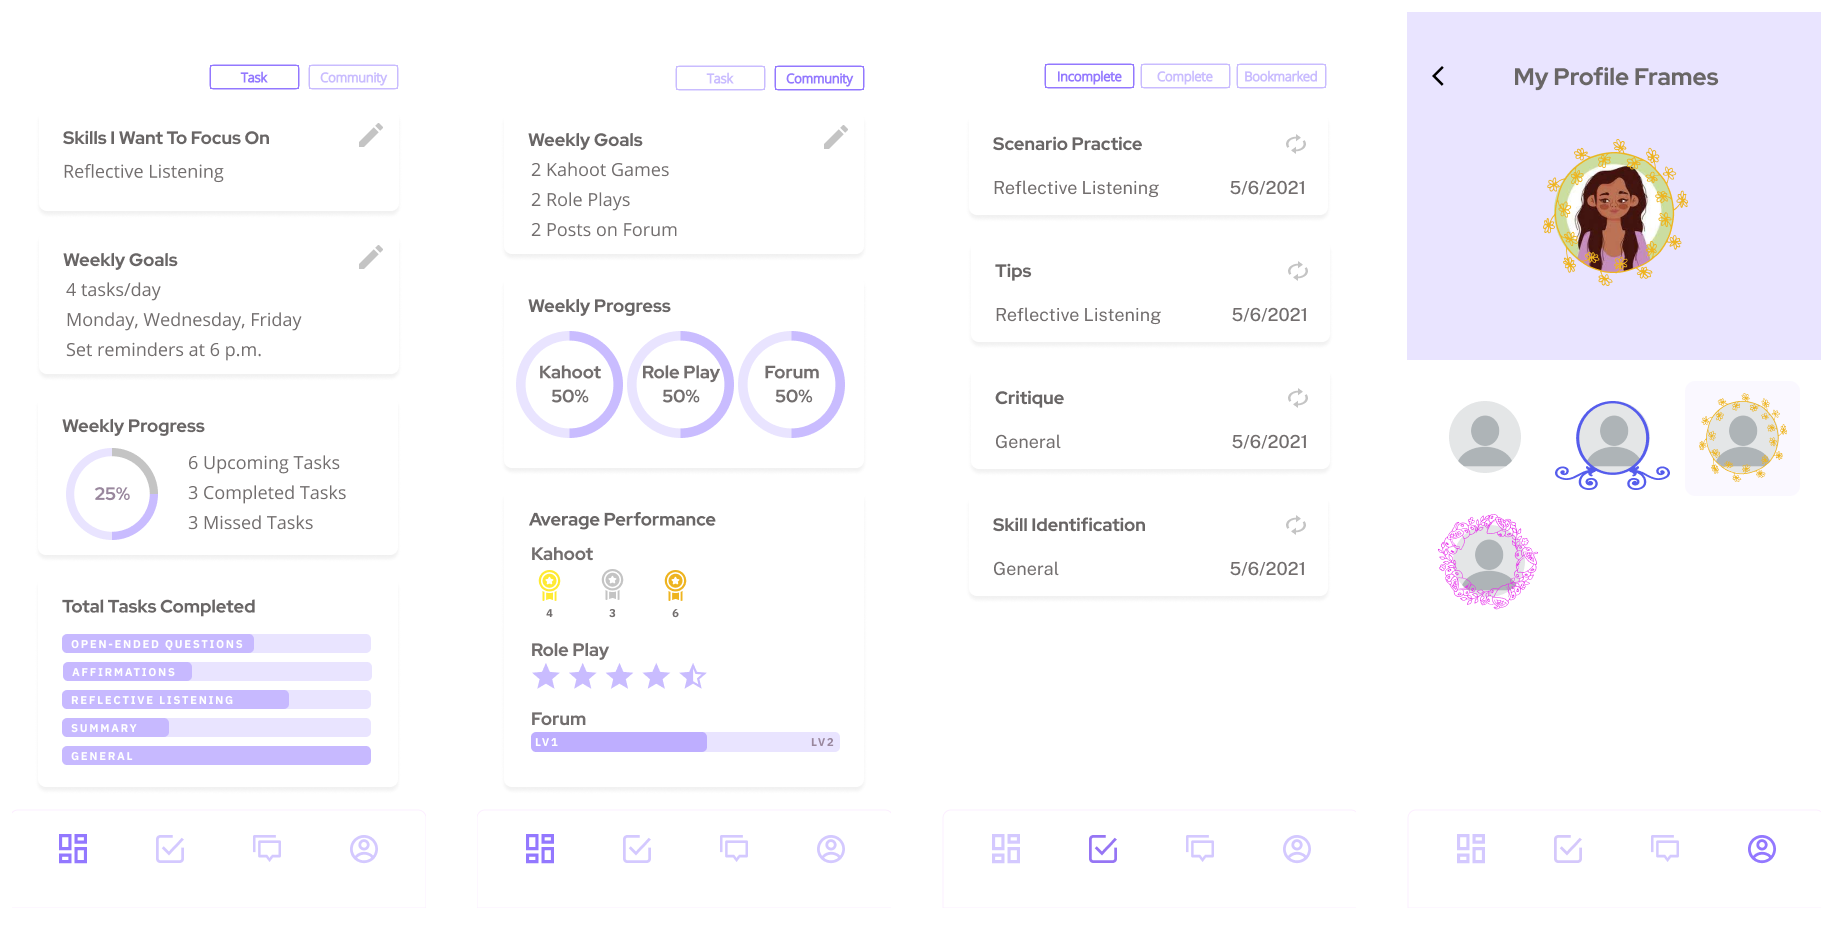 Task
Community
Skills I Want To Focus On
Reflective Listening
Weekly Goals
4 tasks/day
Monday, Wednesday, Friday
Set reminders at 6 p.m.
Weekly Progress
25%
6 Upcoming Tasks
3 Completed Tasks
3 Missed Tasks
Total Tasks Completed
OPEN-ENDED QUESTIONS
AFFIRMATIONS
REFLECTIVE LISTENING
SUMMARY
GENERAL
Task
Community
Weekly Goals
2 Kahoot Games
2 Role Plays
2 Posts on Forum
Weekly Progress
Kahoot
50%
Role Play
50%
Forum
50%
Average Performance
Kahoot
4
3
6
Role Play
Forum
LV1
LV2
Incomplete
Complete
Bookmarked
Scenario Practice
Reflective Listening 5/6/2021
Tips
Reflective Listening 5/6/2021
Critique
General 5/6/2021
Skill Identification
General 5/6/2021
My Profile Frames